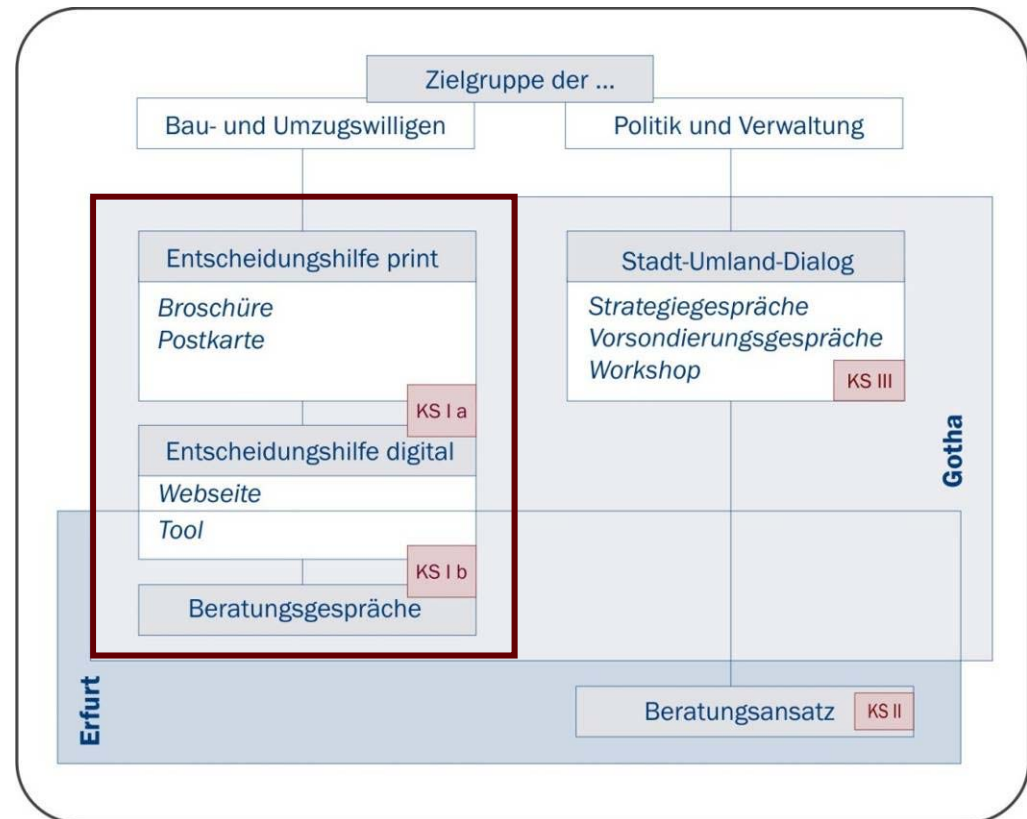 Zielgruppe der ...
Bau- und Umzugswilligen
Politik und Verwaltung
Entscheidungshilfe print
Broschüre
Postkarte
KS I a
Entscheidungshilfe digital
Webseite
Tool
KS I b
Beratungsgespräche
Stadt-Umland-Dialog
Strategiegespräche
Vorsondierungsgespräche
Workshop
KS III
Gotha
Erfurt
Beratungsansatz
KS II